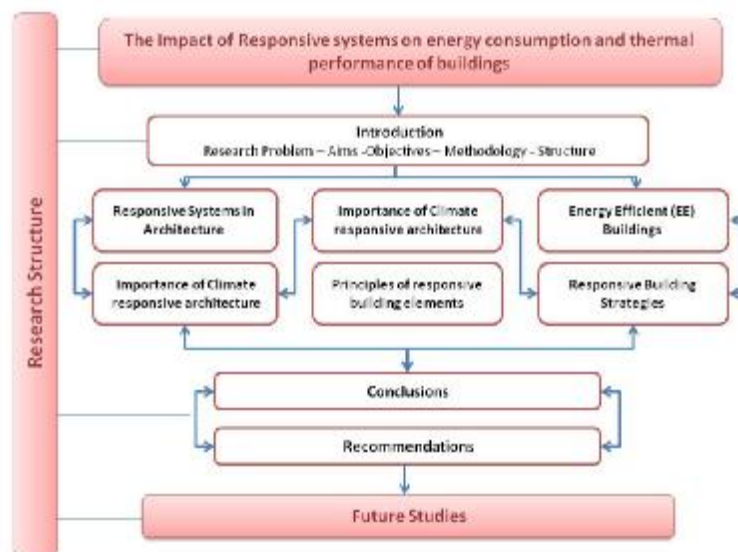 Research Structure
The Impact of Responsive systems on energy consumption and thermal
performance of buildings
Introduction
Research Problem – Aims -Objectives – Methodology - Structure
Responsive Systems in
Architecture
Importance of Climate
responsive architecture
Energy Efficient (EE)
Buildings
Importance of Climate
responsive architecture
Principles of responsive
building elements
Responsive Building
Strategies
Conclusions
Recommendations
Future Studies